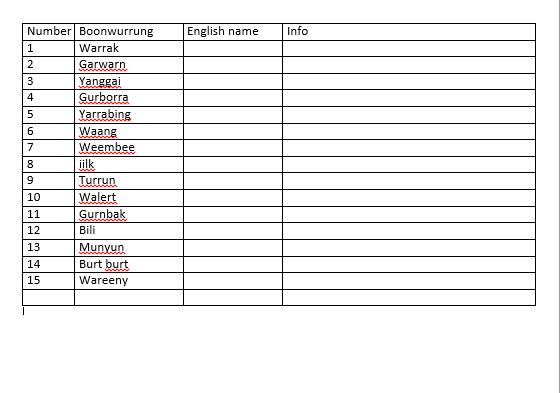 Number Boonwurrung English name Info
1 Warrak
2 Garwarn
3 Yanggai
4 Gurborra
5 Yarrabing
6 Waang
7 Weembee
8 iilk
9 Turrun
10 Walert
11 Gurnbak
12 Bili
13 Munyun
14 Burt burt
15 Wareeny